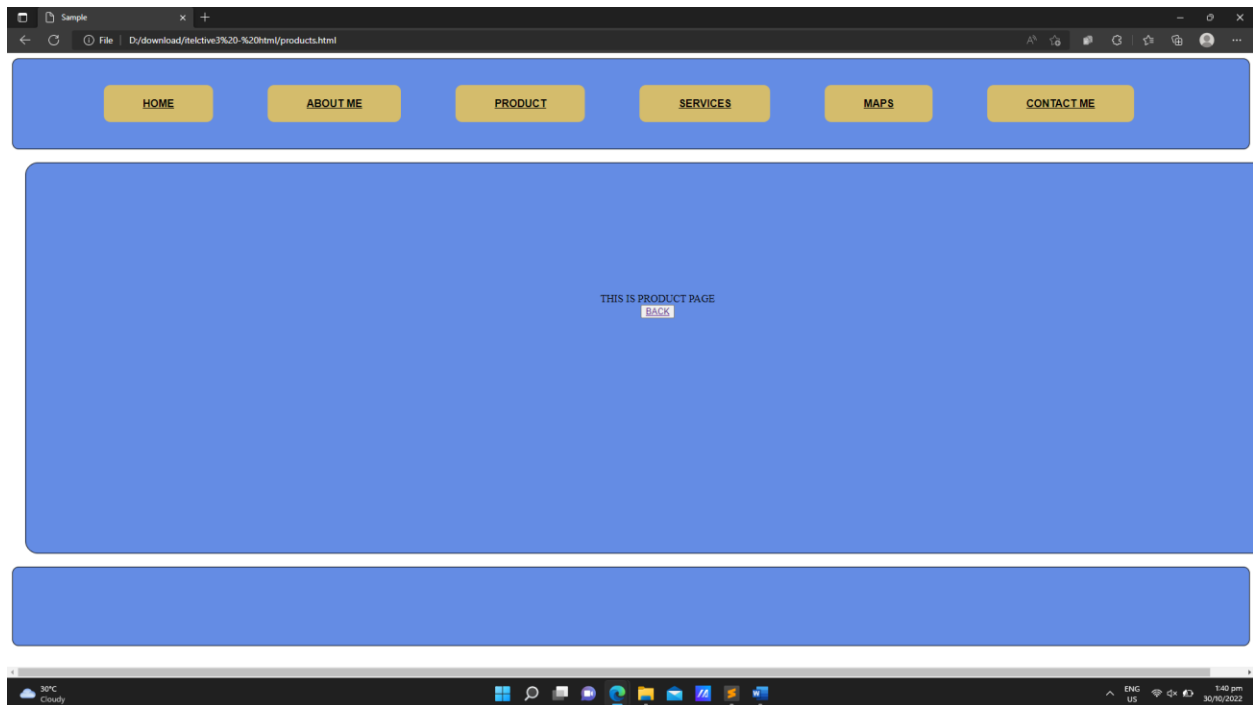 Sample
File D:/download/itelctive3%20-%20html/products.html
HOME ABOUT ME PRODUCT SERVICES MAPS CONTACT ME
THIS IS PRODUCT PAGE
BACK
30°C
Cloudy
ENG
US
1:40 pm
30/10/2022